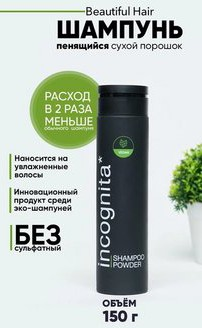 Beautiful Hair
ШАМПУНЬ
пенящийся сухой порошок
РАСХОД
В 2 РАЗА
МЕНЬШЕ
обычного шампуня
Наносится на
увлажненные
волосы
Инновационный
продукт среди
эко-шампуней
БЕЗ
сульфатный
incognita*
SHAMPOO
POWDER
ОБЪЁМ
150 г